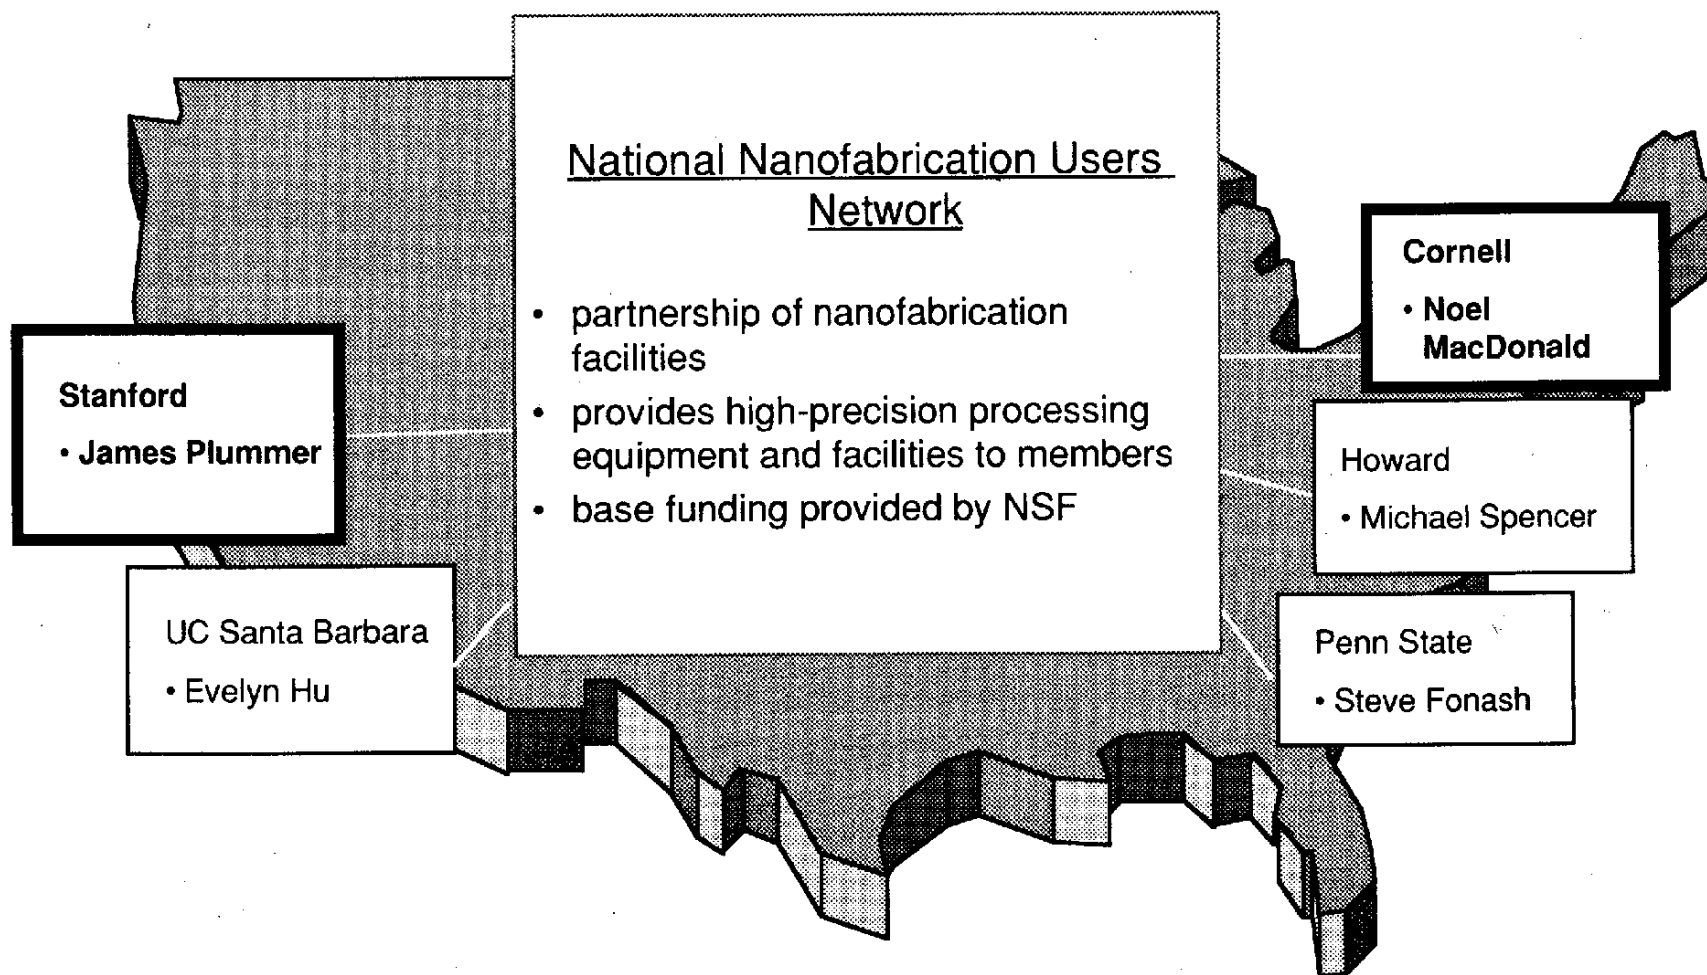 National Nanofabrication Users
Network
• partnership of nanofabrication
facilities
• provides high-precision processing
equipment and facilities to members
• base funding provided by NSF
Stanford
• James Plummer
UC Santa Barbara
• Evelyn Hu
Cornell
• Noel
MacDonald
Howard
• Michael Spencer
Penn State
• Steve Fonash